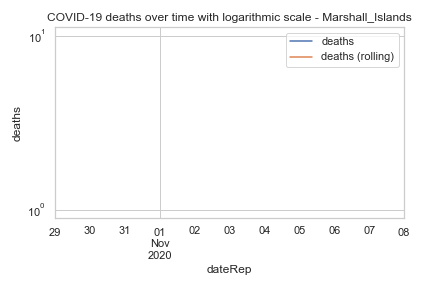 COVID-19 deaths over time with logarithmic scale - Marshall_Islands
10¹
deaths
deaths (rolling)
deaths
10⁰
29 30 31 01 02 03 04 05 06 07 08
Nov
2020
dateRep